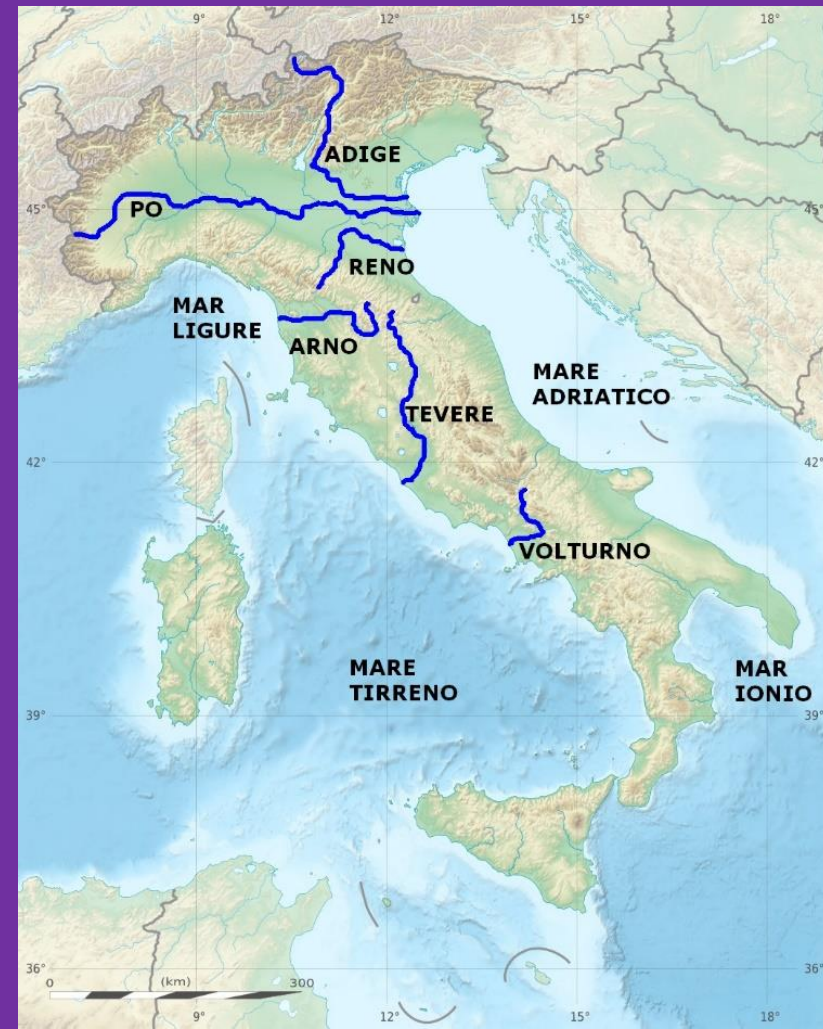 9° 12° 15° 18°
ADIGE
PO
45° 45°
RENO
MAR
LIGURE
ARNO
MARE
ADRIATICO
TEVERE
42° 42°
VOLTURNO
MARE
TIRRENO
MAR
IONIO
39° 39°
36° 36°
0 (km) 300
9° 12° 15° 18°